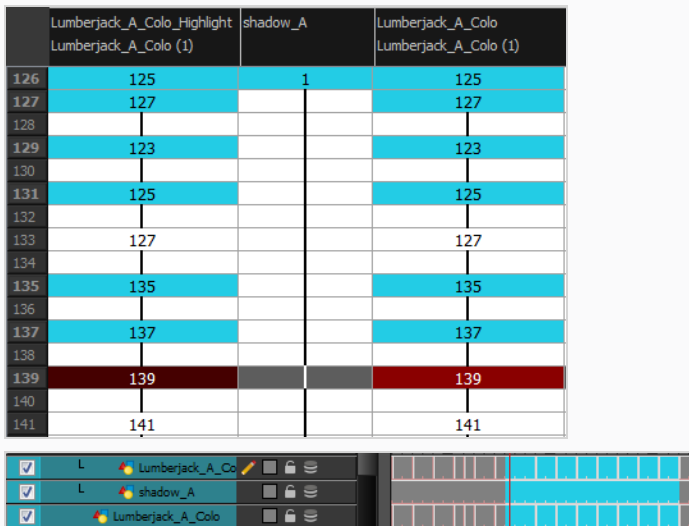 Lumberjack_A_Colo_Highlight shadow_A Lumberjack_A_Colo
Lumberjack_A_Colo (1) Lumberjack_A_Colo (1)
126 125 1 125
127 127 127
128
129 123 123
130
131 125 125
132
133 127 127
134
135 135 135
136
137 137 137
138
139 139 139
140
141 141 141
Lumberjack_A_Co
shadow_A
Lumberjack_A_Colo